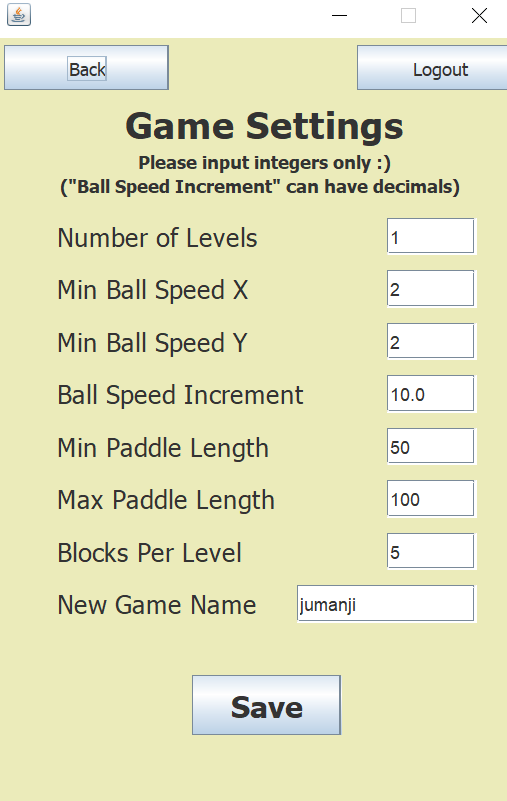 Back
Logout
Game Settings
Please input integers only :)
("Ball Speed Increment" can have decimals)
Number of Levels 1
Min Ball Speed X 2
Min Ball Speed Y 2
Ball Speed Increment 10.0
Min Paddle Length 50
Max Paddle Length 100
Blocks Per Level 5
New Game Name jumanji
Save